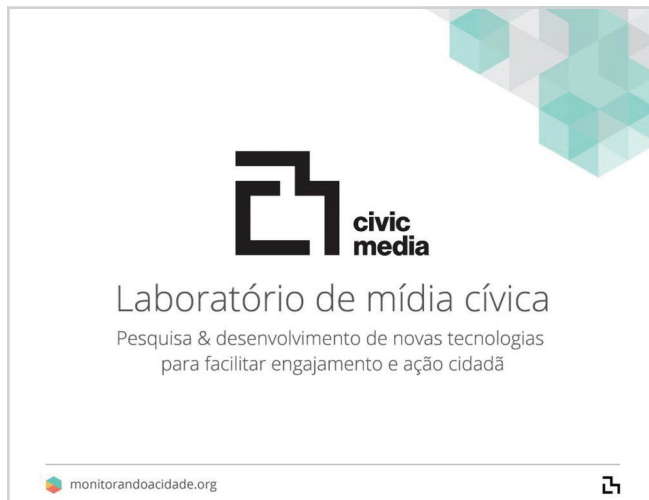 civic
media
Laboratório de mídia cívica
Pesquisa & desenvolvimento de novas tecnologias
para facilitar engajamento e ação cidadã
monitorandoacidade.org